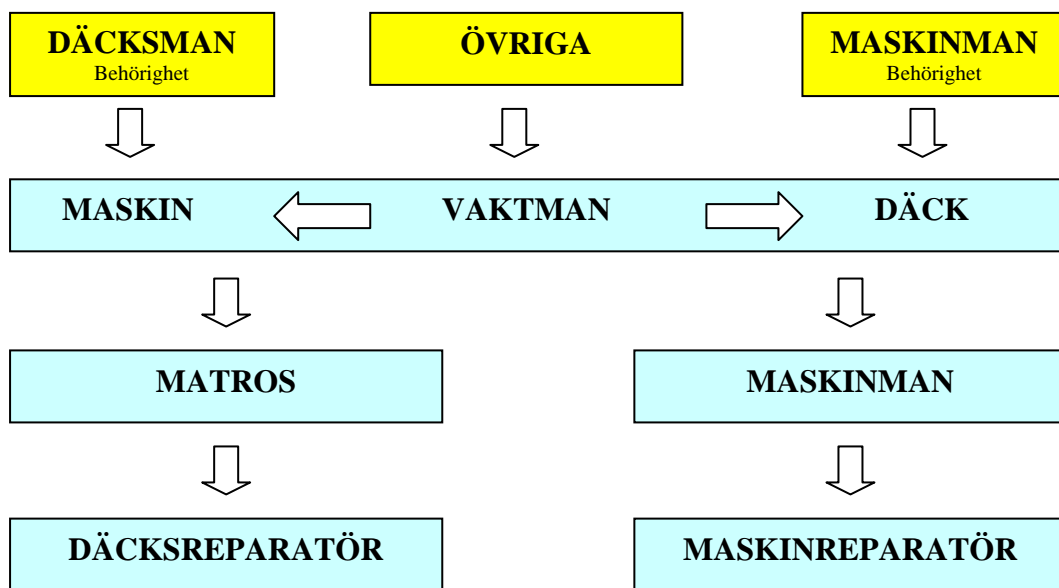 DÄCKSMAN
Behörighet
ÖVRIGA
MASKINMAN
Behörighet
MASKIN
VAKTMAN
DÄCK
MATROS
MASKINMAN
DÄCKSREPARATÖR
MASKINREPARATÖR